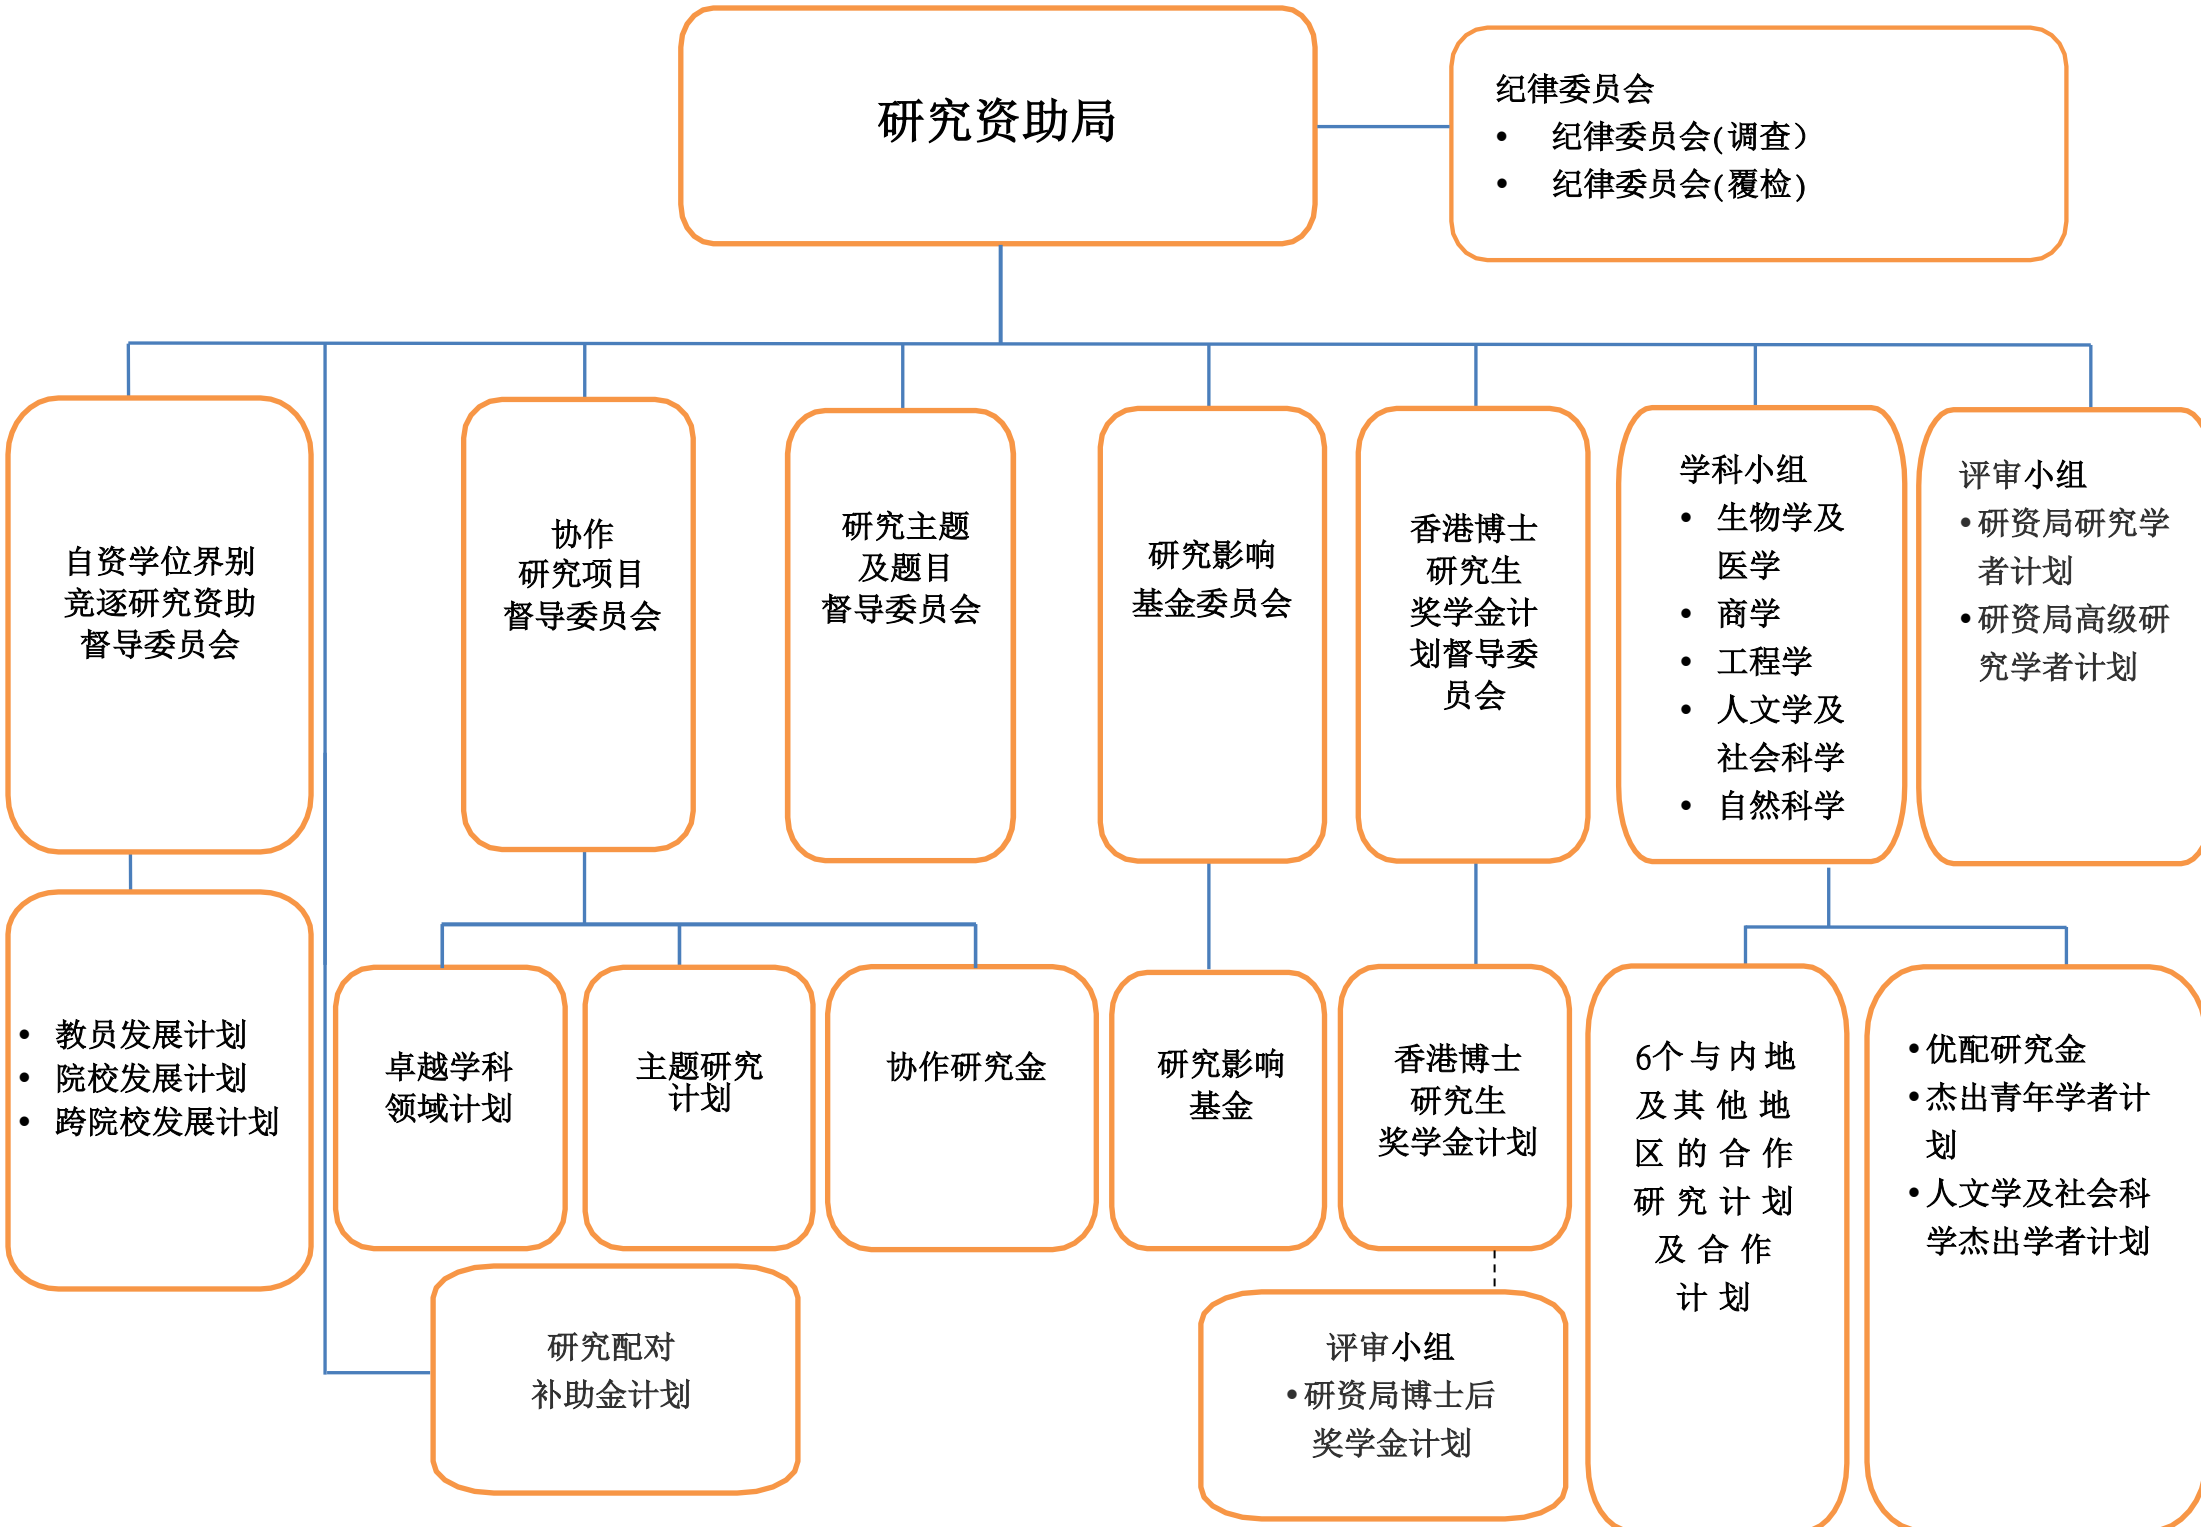 研究资助局
纪律委员会
• 纪律委员会(调查）
• 纪律委员会(覆检)
自资学位界别
竞逐研究资助
督导委员会
协作
研究项目
督导委员会
研究主题
及题目
督导委员会
研究影响
基金委员会
香港博士
研究生
奖学金计
划督导委
员会
学科小组
• 生物学及
医学
• 商学
• 工程学
• 人文学及
社会科学
• 自然科学
评审小组
•研资局研究学
者计划
•研资局高级研
究学者计划
• 教员发展计划
• 院校发展计划
• 跨院校发展计划
卓越学科
领域计划
主题研究
计划
协作研究金
研究影响
基金
香港博士
研究生
奖学金计划
6个与内地
及其他地
区的合作
研究计划
及合作
计划
•优配研究金
•杰出青年学者计
划
•人文学及社会科
学杰出学者计划
研究配对
补助金计划
评审小组
•研资局博士后
奖学金计划